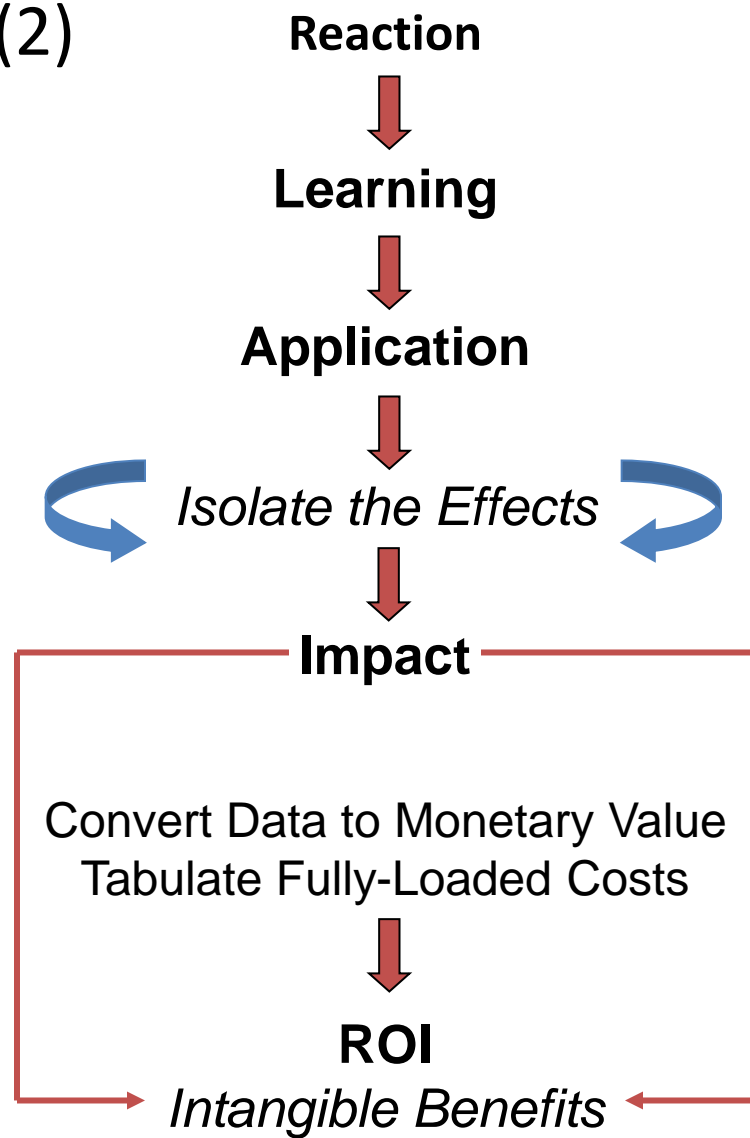 (2)
Reaction
Learning
Application
Isolate the Effects
Impact
Convert Data to Monetary Value
Tabulate Fully-Loaded Costs
ROI
Intangible Benefits